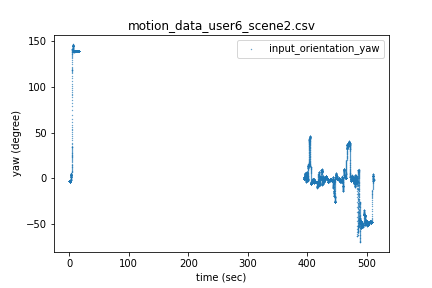 motion_data_user6_scene2.csv
input_orientation_yaw
yaw (degree)
150
100
50
0
−50
0 100 200 300 400 500
time (sec)